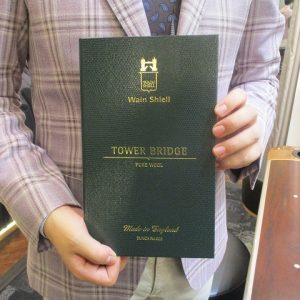 Wain Shiell
TOWER BRIDGE
PURE WOOL
Made in England